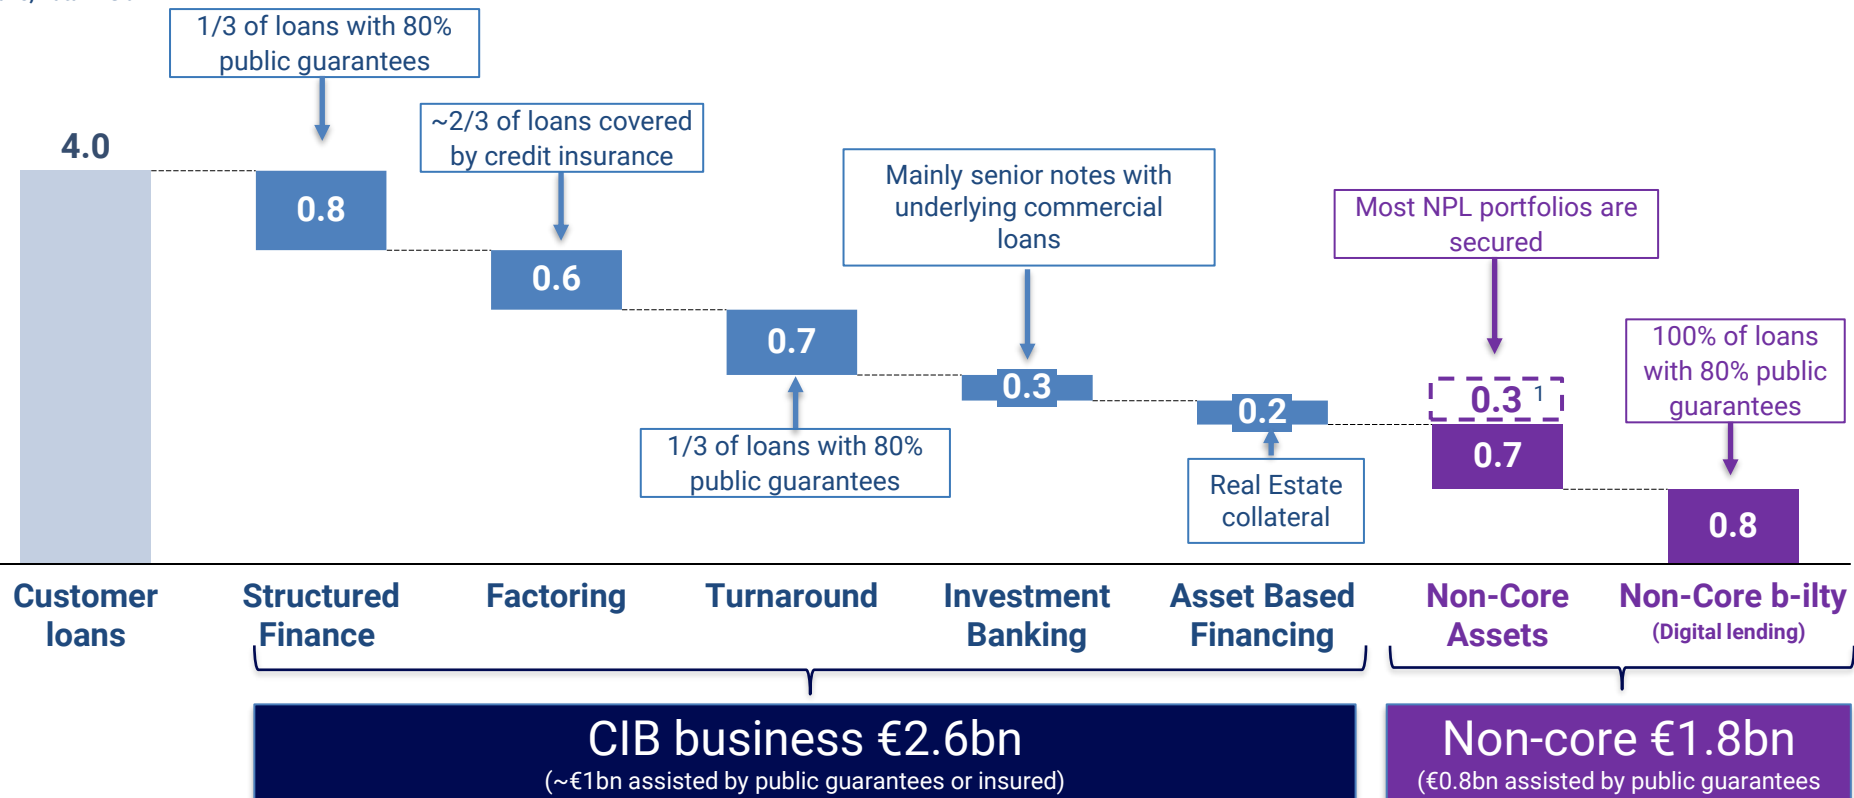 1/3 of loans with 80%
public guarantees
~2/3 of loans covered
by credit insurance
4.0
Mainly senior notes with
underlying commercial
loans
Most NPL portfolios are
secured
0.8
0.6
100% of loans
with 80% public
guarantees
0.7
0.3
0.2
0.3 1
1/3 of loans with 80%
public guarantees
0.7
Real Estate
collateral
0.8
Customer
loans
Structured
Finance
Factoring
Turnaround
Investment
Banking
Asset Based
Financing
Non-Core
Assets
Non-Core b-ilty
(Digital lending)
CIB business €2.6bn
(~€1bn assisted by public guarantees or insured)
Non-core €1.8bn
(€0.8bn assisted by public guarantees